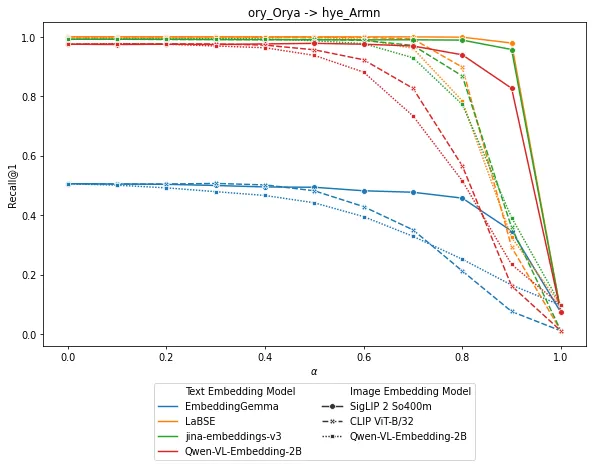 ory_Orya -> hye_Armn
1.0
0.8
0.6
0.4
0.2
0.0
Recall@1
0.0 0.2 0.4 0.6 0.8 1.0
α
Text Embedding Model
EmbeddingGemma
LaBSE
jina-embeddings-v3
Qwen-VL-Embedding-2B
Image Embedding Model
SigLIP 2 So400m
CLIP ViT-B/32
Qwen-VL-Embedding-2B